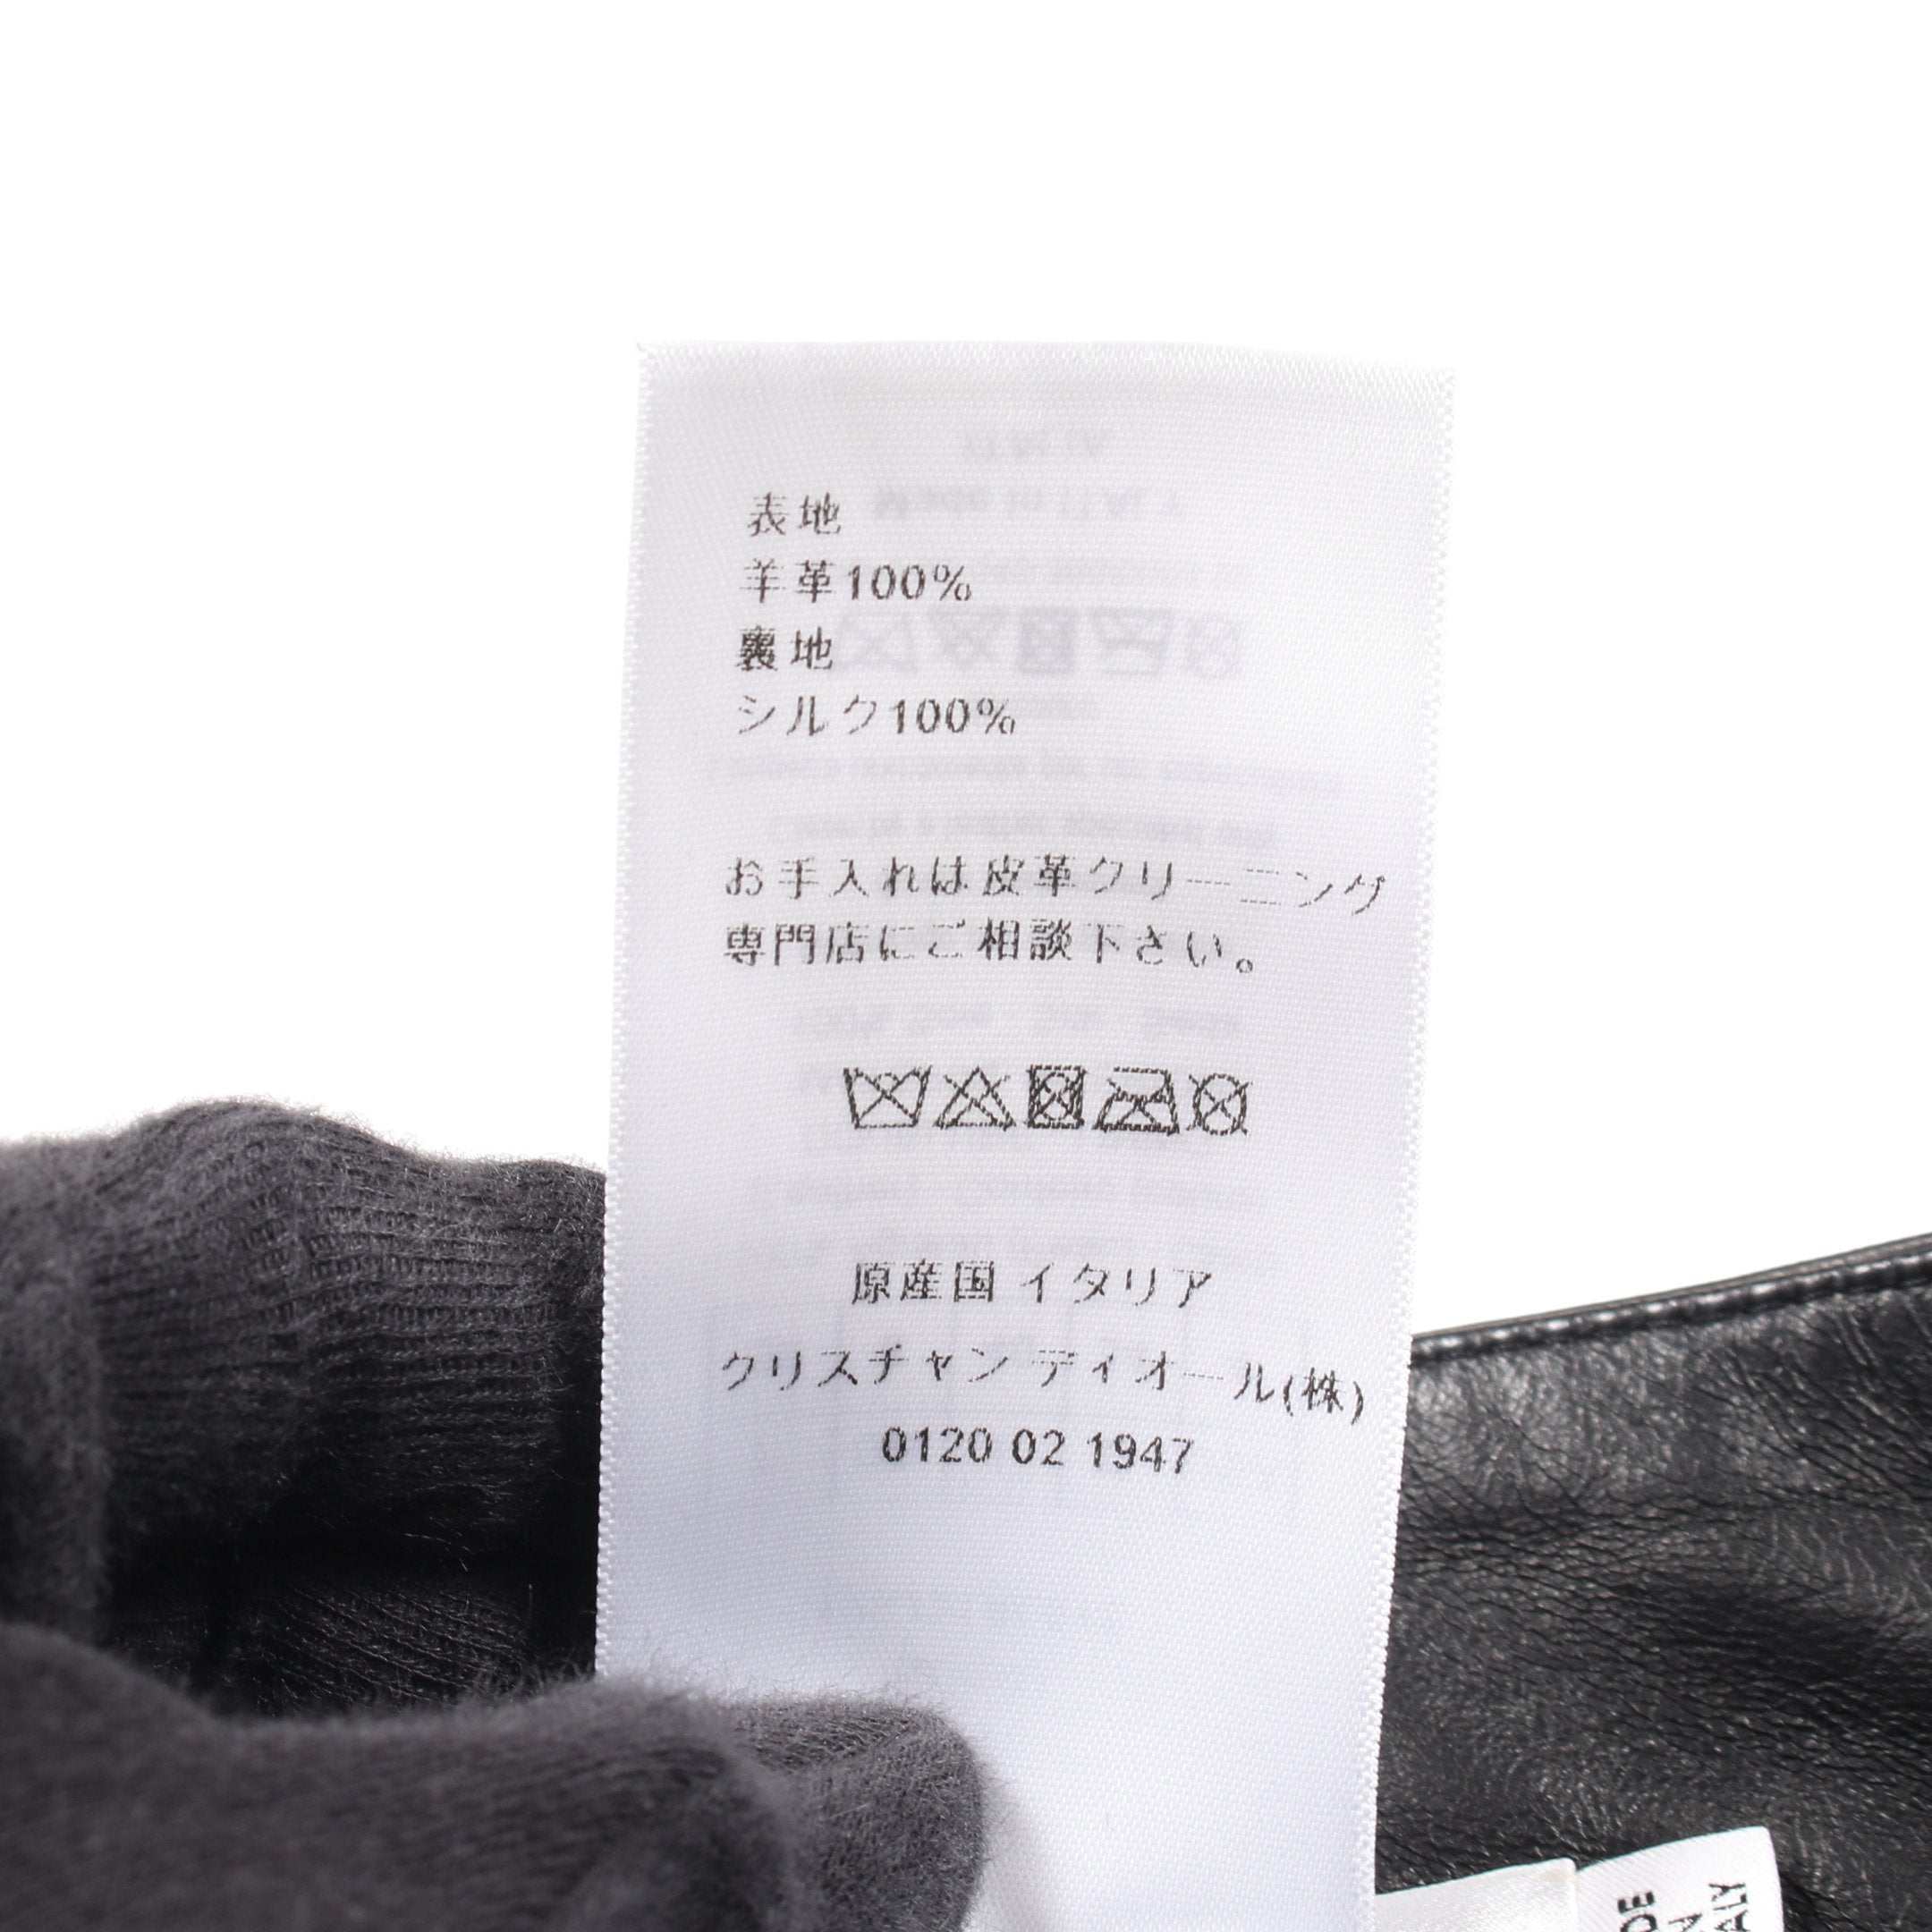 表地
羊革100%
裏地
シルク100%
お手入れは皮革クリーニング
専門店にご相談下さい。
原産国 イタリア
クリスチャン ディオール(株)
0120 02 1947